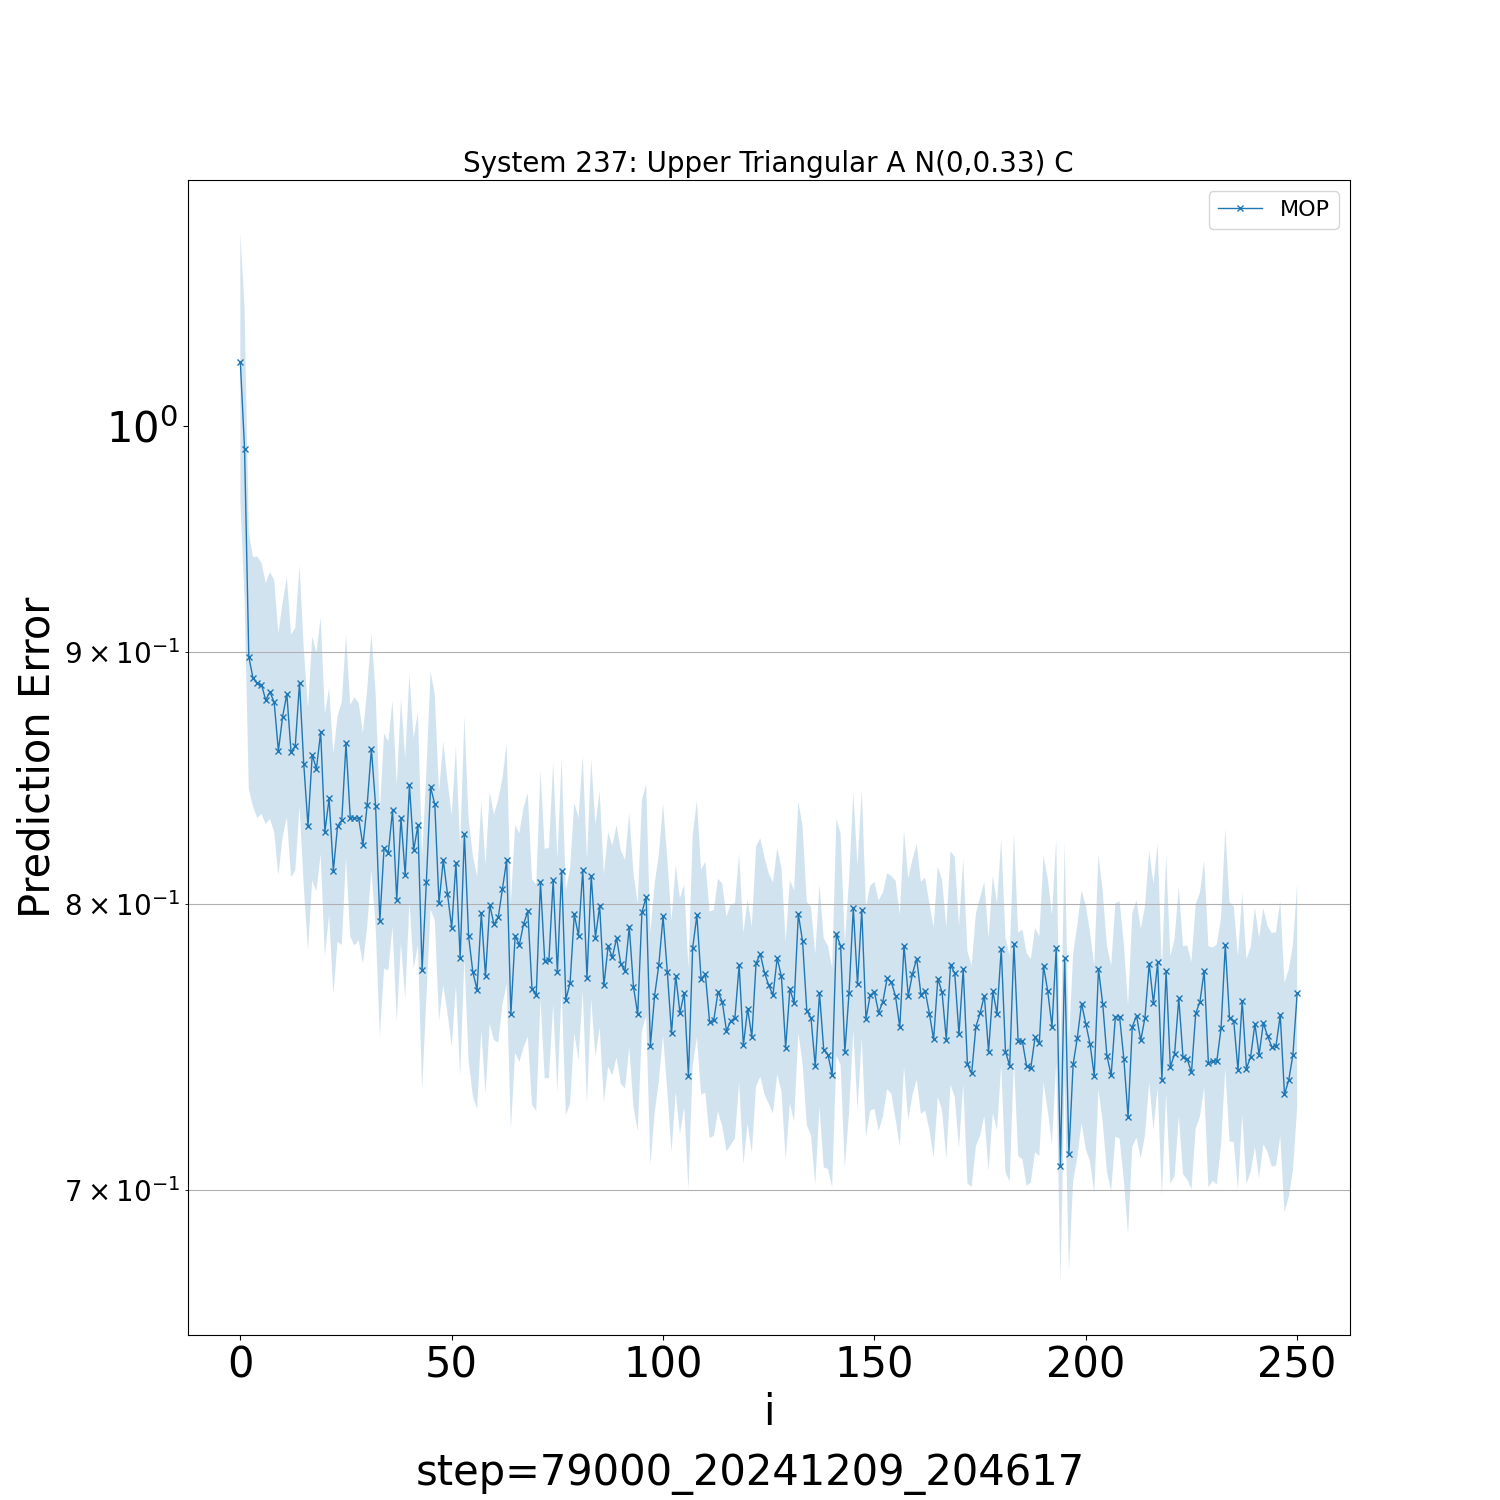 System 237: Upper Triangular A N(0,0.33) C
MOP
10⁰
9 × 10⁻¹
8 × 10⁻¹
7 × 10⁻¹
Prediction Error
0 50 100 150 200 250
i
step=79000_20241209_204617